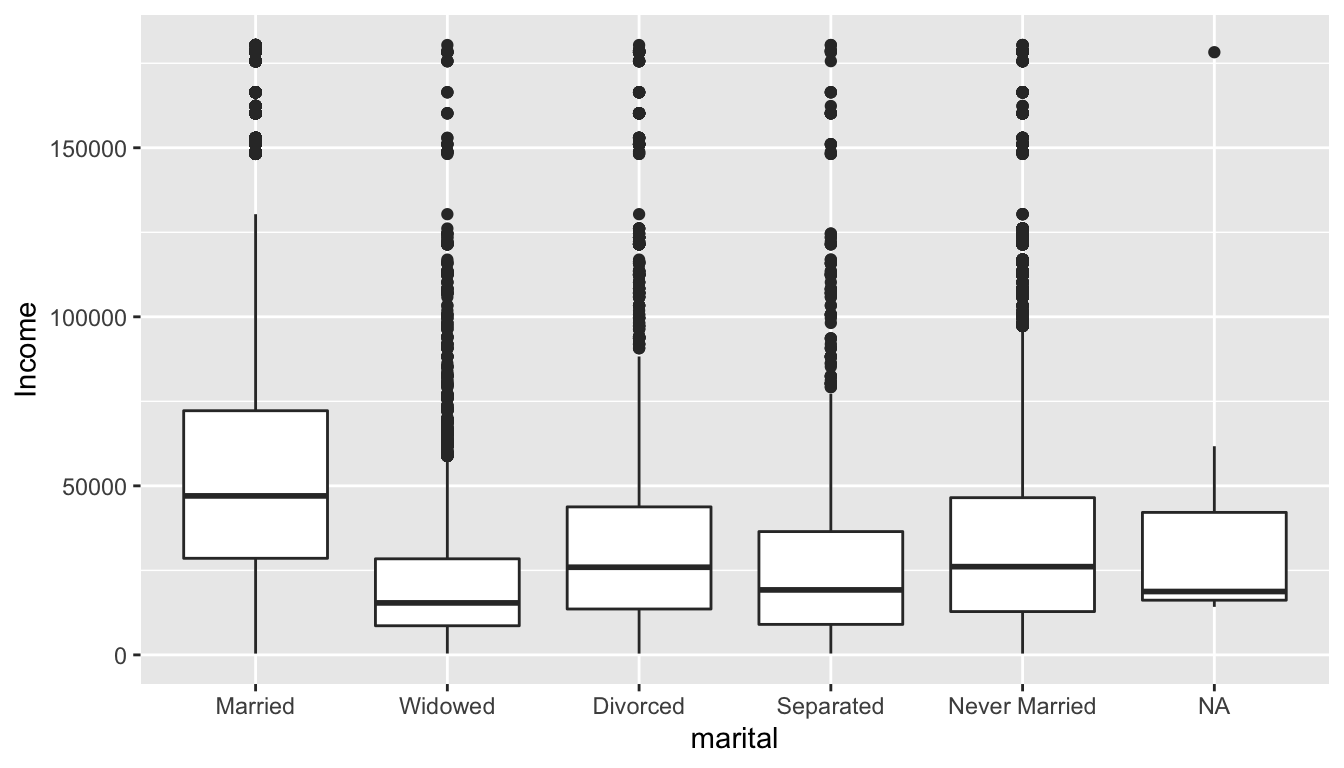 150000
100000
50000
0
Income
Married Widowed Divorced Separated Never Married NA
marital